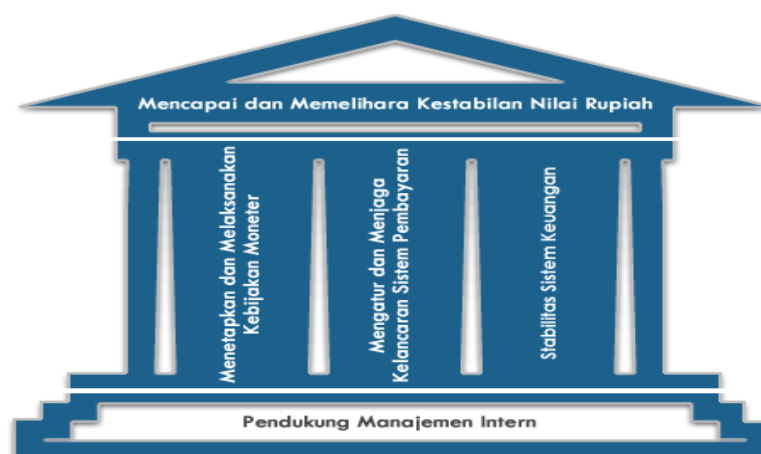 Mencapai dan Memelihara Kestabilan Nilai Rupiah
Menetapkan dan Melaksanakan
Kebijakan Moneter
Mengatur dan Menjaga
Kelancaran Sistem Pembayaran
Stabilitas Sistem Keuangan
Pendukung Manajemen Intern